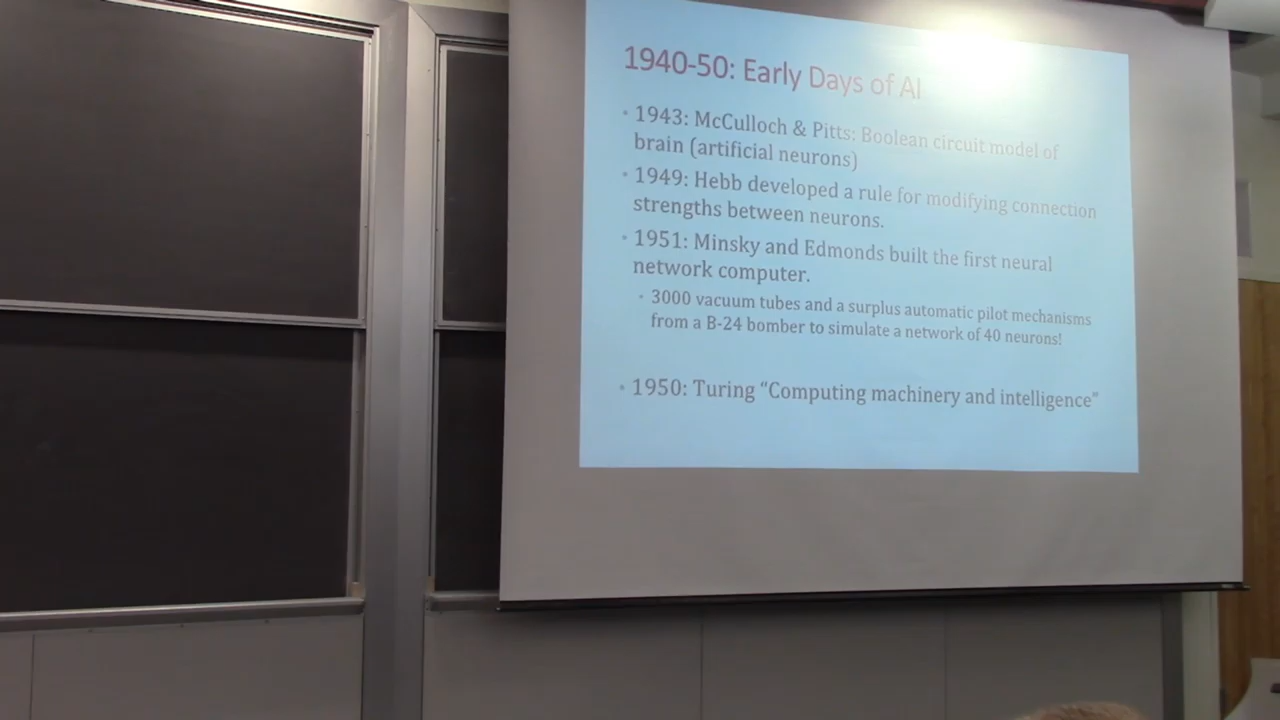 1940-50: Early Days of AI
• 1943: McCulloch & Pitts: Boolean circuit model of
brain (artificial neurons)
• 1949: Hebb developed a rule for modifying connection
strengths between neurons.
• 1951: Minsky and Edmonds built the first neural
network computer.
• 3000 vacuum tubes and a surplus automatic pilot mechanisms
from a B-24 bomber to simulate a network of 40 neurons!
• 1950: Turing “Computing machinery and intelligence”